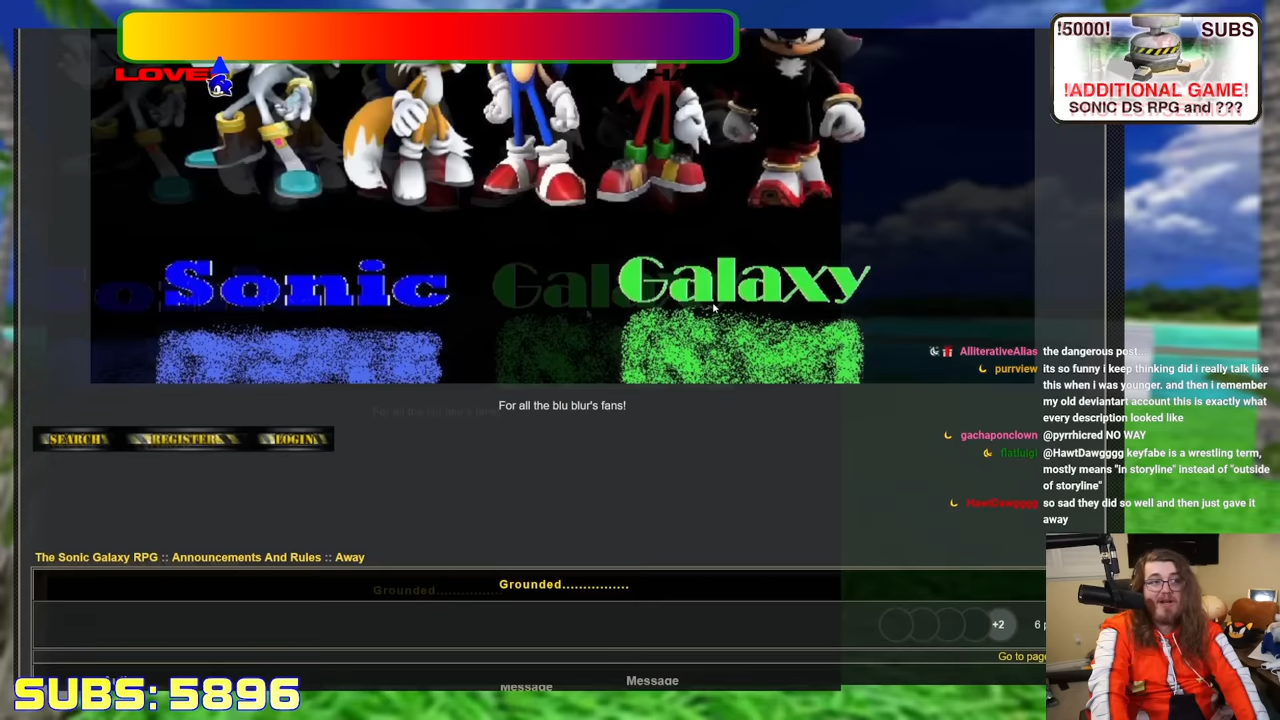 !5000! SUBS
!ADDITIONAL GAME!
SONIC DS RPG and ???
LOVE
Sonic Galaxy
For all the blu blur's fans!
SEARCH REGISTER LOGIN
The Sonic Galaxy RPG :: Announcements And Rules :: Away
Grounded...............
+2 6 p
Go to page
Message
Message
AlliterativeAlias the dangerous post
purrview its so funny i keep thinking did i really talk like
this when i was younger. and then i remember
my old deviantart account this is exactly what
every description looked like
gachaponclown @pyrrhicred NO WAY
flatluigi @HawtDawgggg keyfabe is a wrestling term,
mostly means "in storyline" instead of "outside
of storyline"
HawtDawgggg so sad they did so well and then just gave it
away
SUBS: 5896